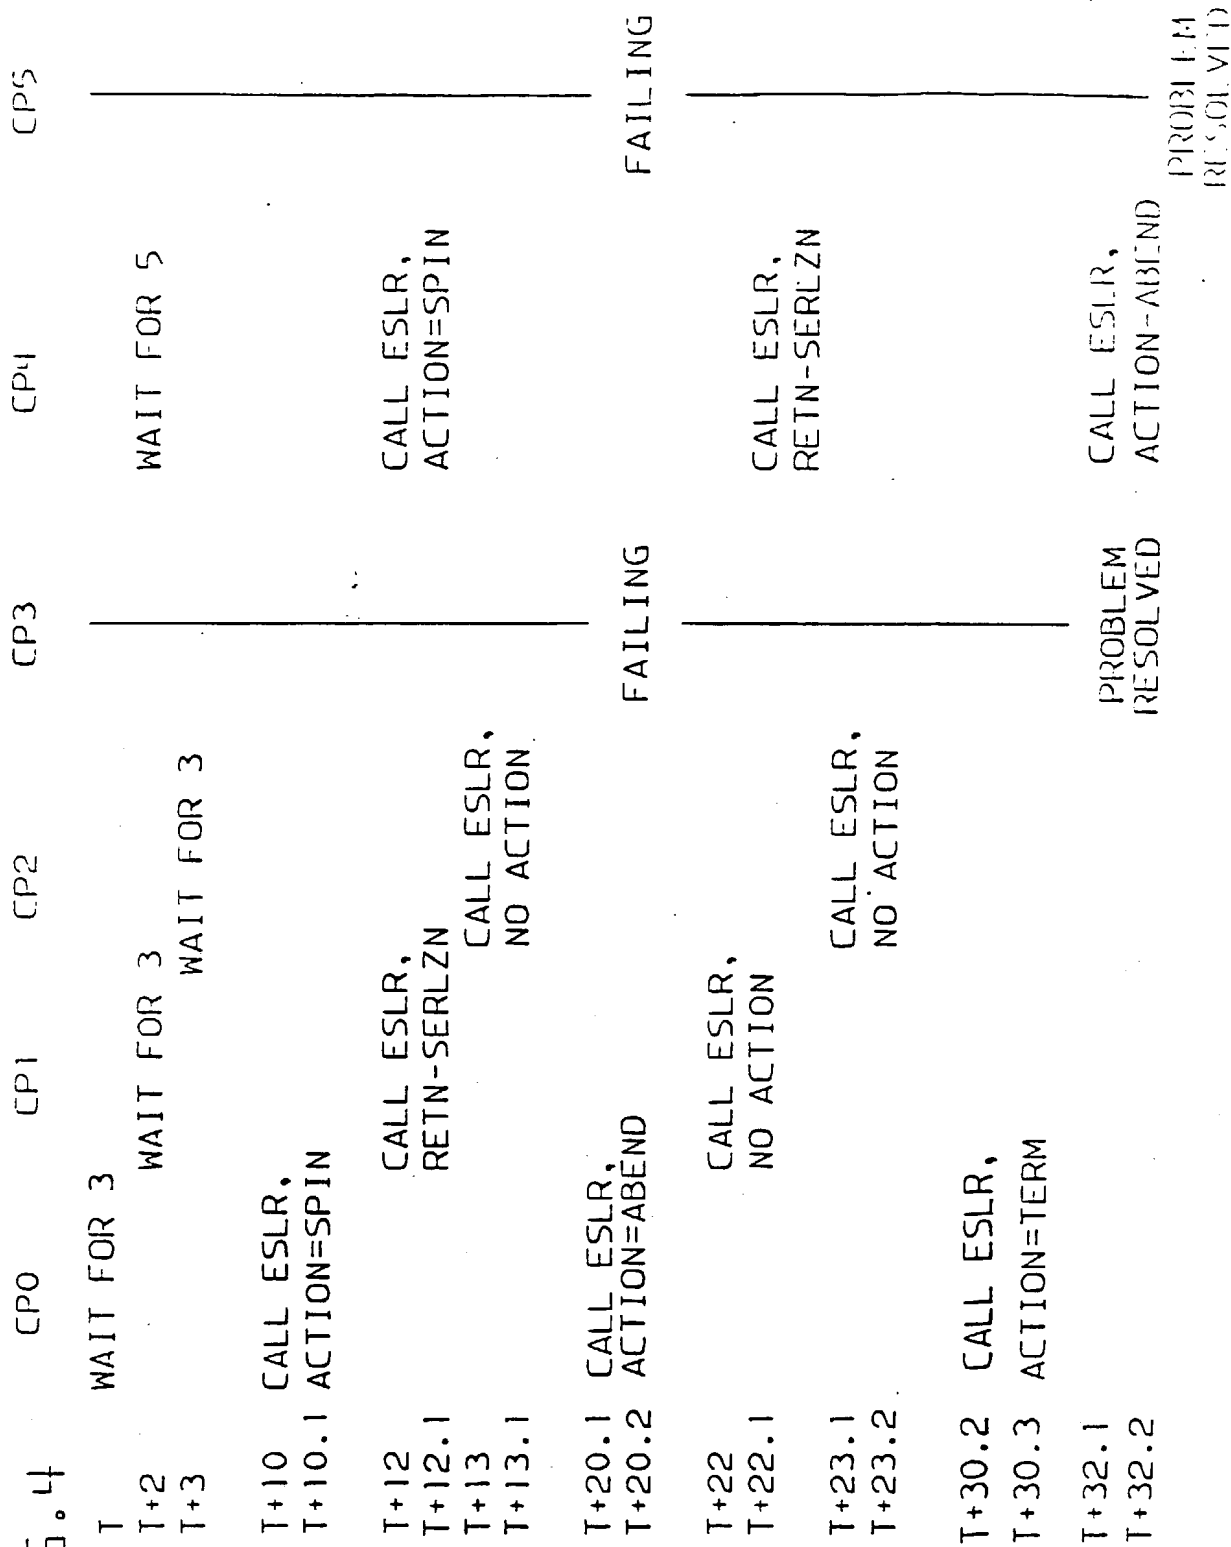 CP0 CP1 CP2 CP3 CP4 CP5
T WAIT FOR 3
T+2 WAIT FOR 3 WAIT FOR 5
T+3 WAIT FOR 3
T+10 CALL ESLR,
T+10.1 ACTION=SPIN
T+12 CALL ESLR, CALL ESLR,
T+12.1 RETN-SERLZN ACTION=SPIN
T+13 CALL ESLR,
T+13.1 NO ACTION
T+20.1 CALL ESLR,
T+20.2 ACTION=ABEND FAILING FAILING
T+22 CALL ESLR,
T+22.1 NO ACTION CALL ESLR,
RETN-SERLZN
T+23.1 CALL ESLR,
T+23.2 NO ACTION
T+30.2 CALL ESLR,
T+30.3 ACTION=TERM
T+32.1 PROBLEM CALL ESLR,
T+32.2 RESOLVED ACTION-ABEND
PROBLEM
RESOLVED